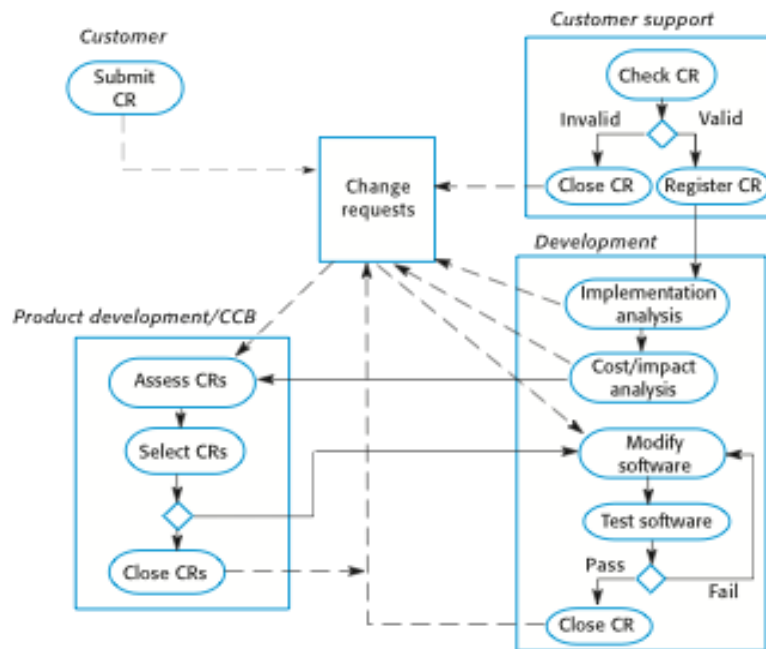 Customer
Submit
CR
Customer support
Check CR
Invalid
Valid
Close CR
Register CR
Change
requests
Development
Implementation
analysis
Cost/impact
analysis
Product development/CCB
Assess CRs
Select CRs
Close CRs
Modify
software
Test software
Pass
Fail
Close CR